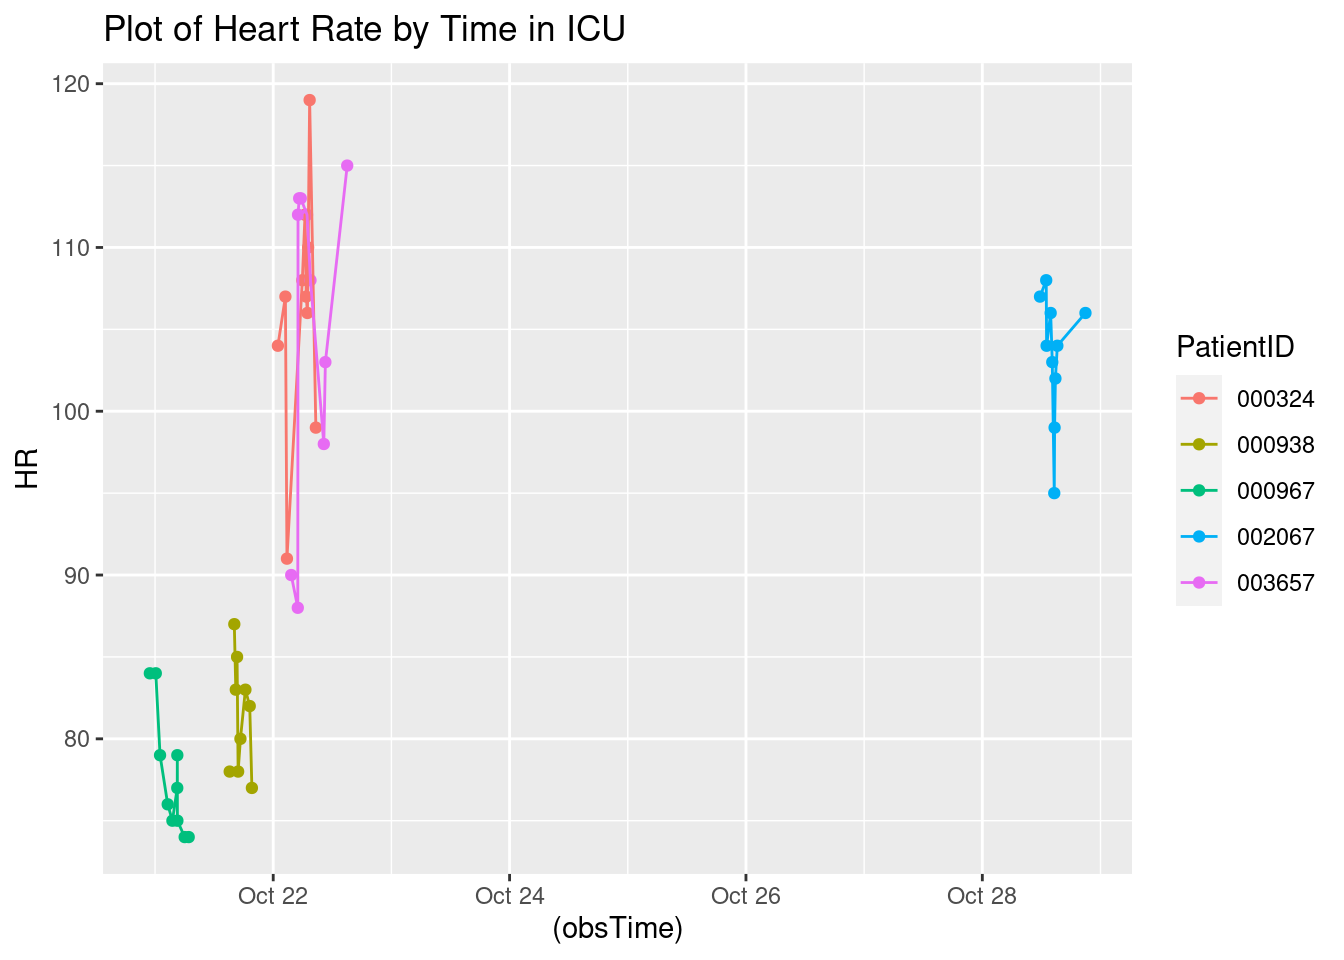 Plot of Heart Rate by Time in ICU
120
110
100
90
80
HR
Oct 22
Oct 24
Oct 26
Oct 28
(obsTime)
PatientID
000324
000938
000967
002067
003657